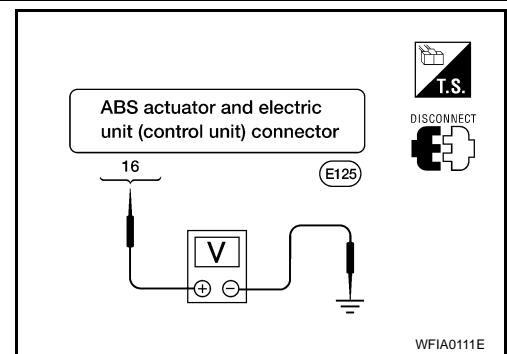 T.S.
DISCONNECT
ABS actuator and electric
unit (control unit) connector
16
E125
V
+ −
WFIA0111E